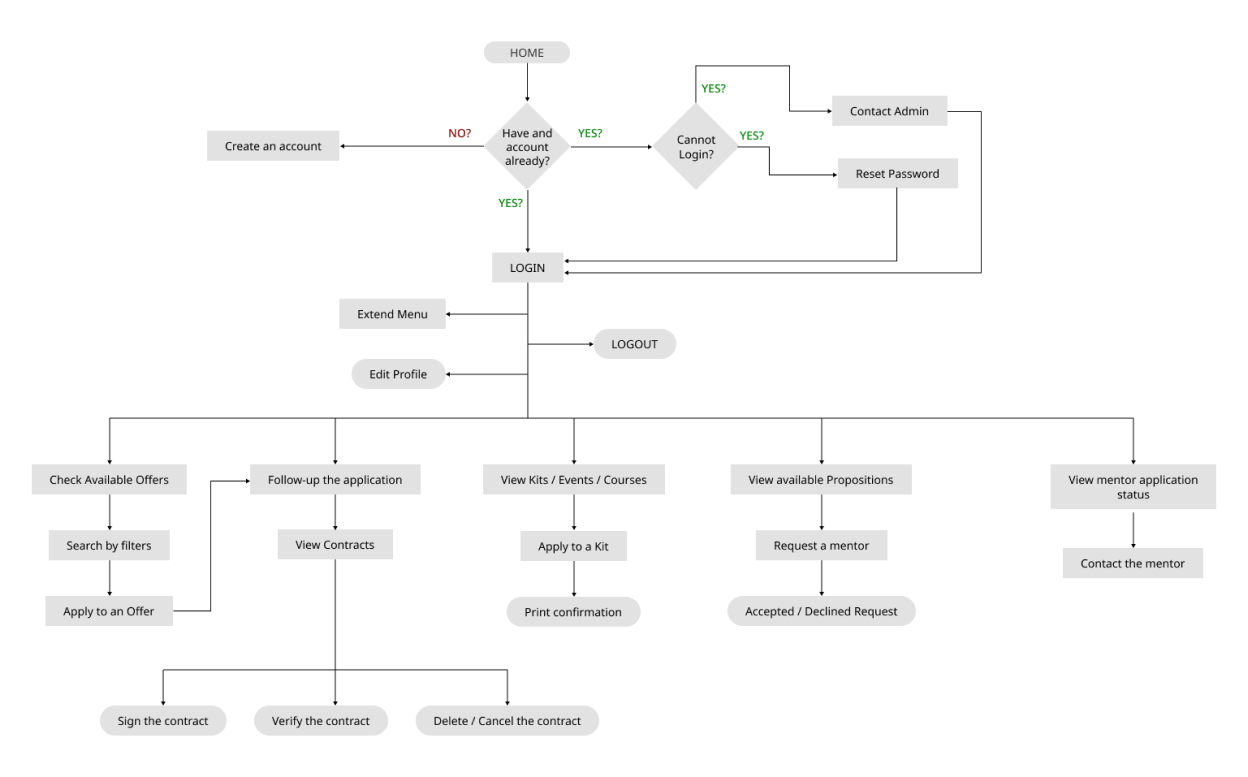 HOME
YES?
Contact Admin
NO?
Have and
account
already?
YES?
Cannot
Login?
YES?
Create an account
Reset Password
YES?
LOGIN
Extend Menu
LOGOUT
Edit Profile
Check Available Offers
Follow-up the application
View Kits / Events / Courses
View available Propositions
View mentor application
status
Search by filters
View Contracts
Apply to a Kit
Request a mentor
Contact the mentor
Apply to an Offer
Print confirmation
Accepted / Declined Request
Sign the contract
Verify the contract
Delete / Cancel the contract